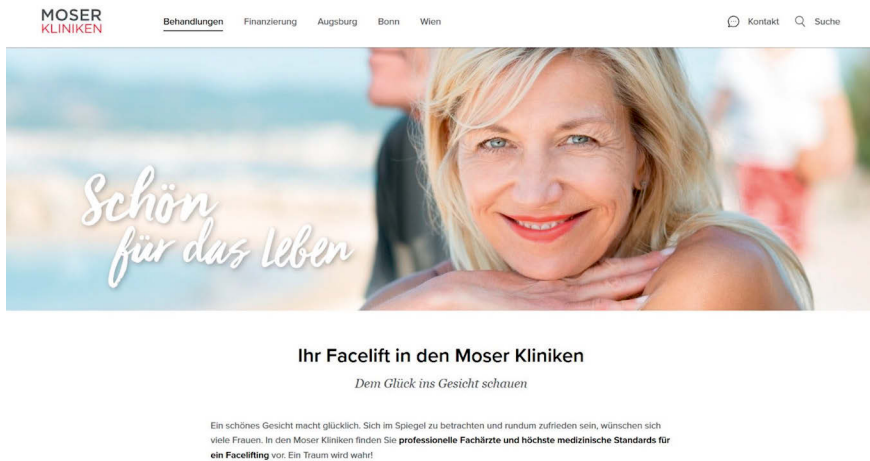 MOSER
KLINIKEN
Behandlungen Finanzierung Augsburg Bonn Wien
Kontakt Suche
Schön
für das Leben
Ihr Facelift in den Moser Kliniken
Dem Glück ins Gesicht schauen
Ein schönes Gesicht macht glücklich. Sich im Spiegel zu betrachten und rundum zufrieden sein, wünschen sich
viele Frauen. In den Moser Kliniken finden Sie professionelle Fachärzte und höchste medizinische Standards für
ein Facelifting vor. Ein Traum wird wahr!